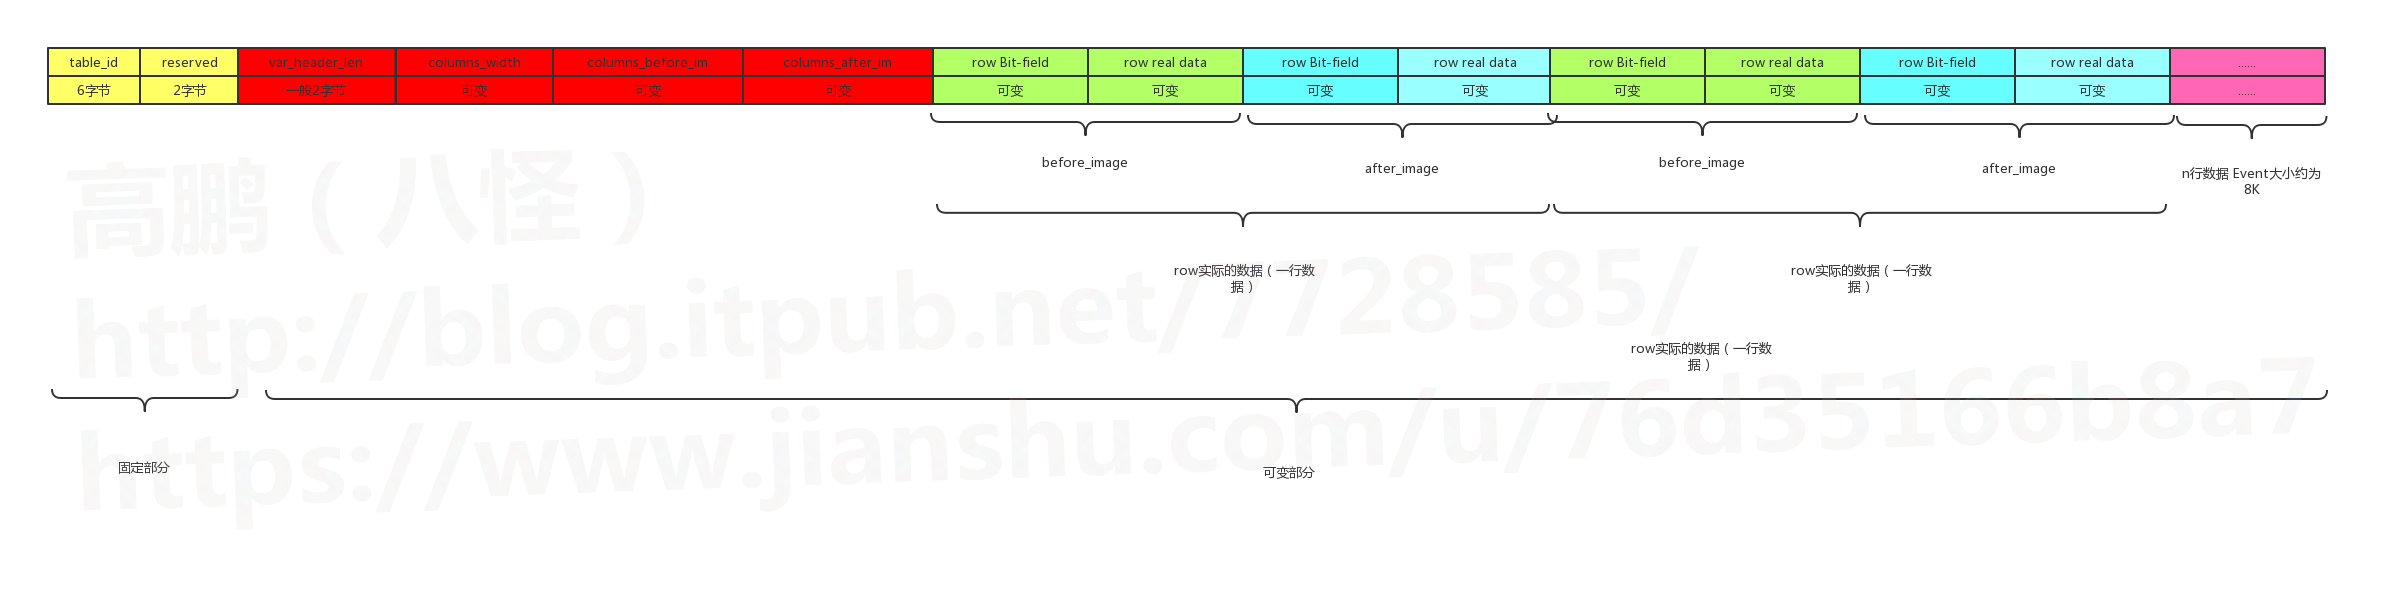 table_id reserved var_header_len columns_width columns_before_im columns_after_im row Bit-field row real data row Bit-field row real data row Bit-field row real data row Bit-field row real data ......
6字节 2字节 一般2字节 可变 可变 可变 可变 可变 可变 可变 可变 可变 可变 可变 ......
before_image after_image before_image after_image
n行数据 Event大小约为
8K
高鹏（八怪）
row实际的数据（一行数
据）
row实际的数据（一行数
据）
http://blog.itpub.net/7728585/
row实际的数据（一行数
据）
https://www.jianshu.com/u/76d35166b8a7
固定部分
可变部分